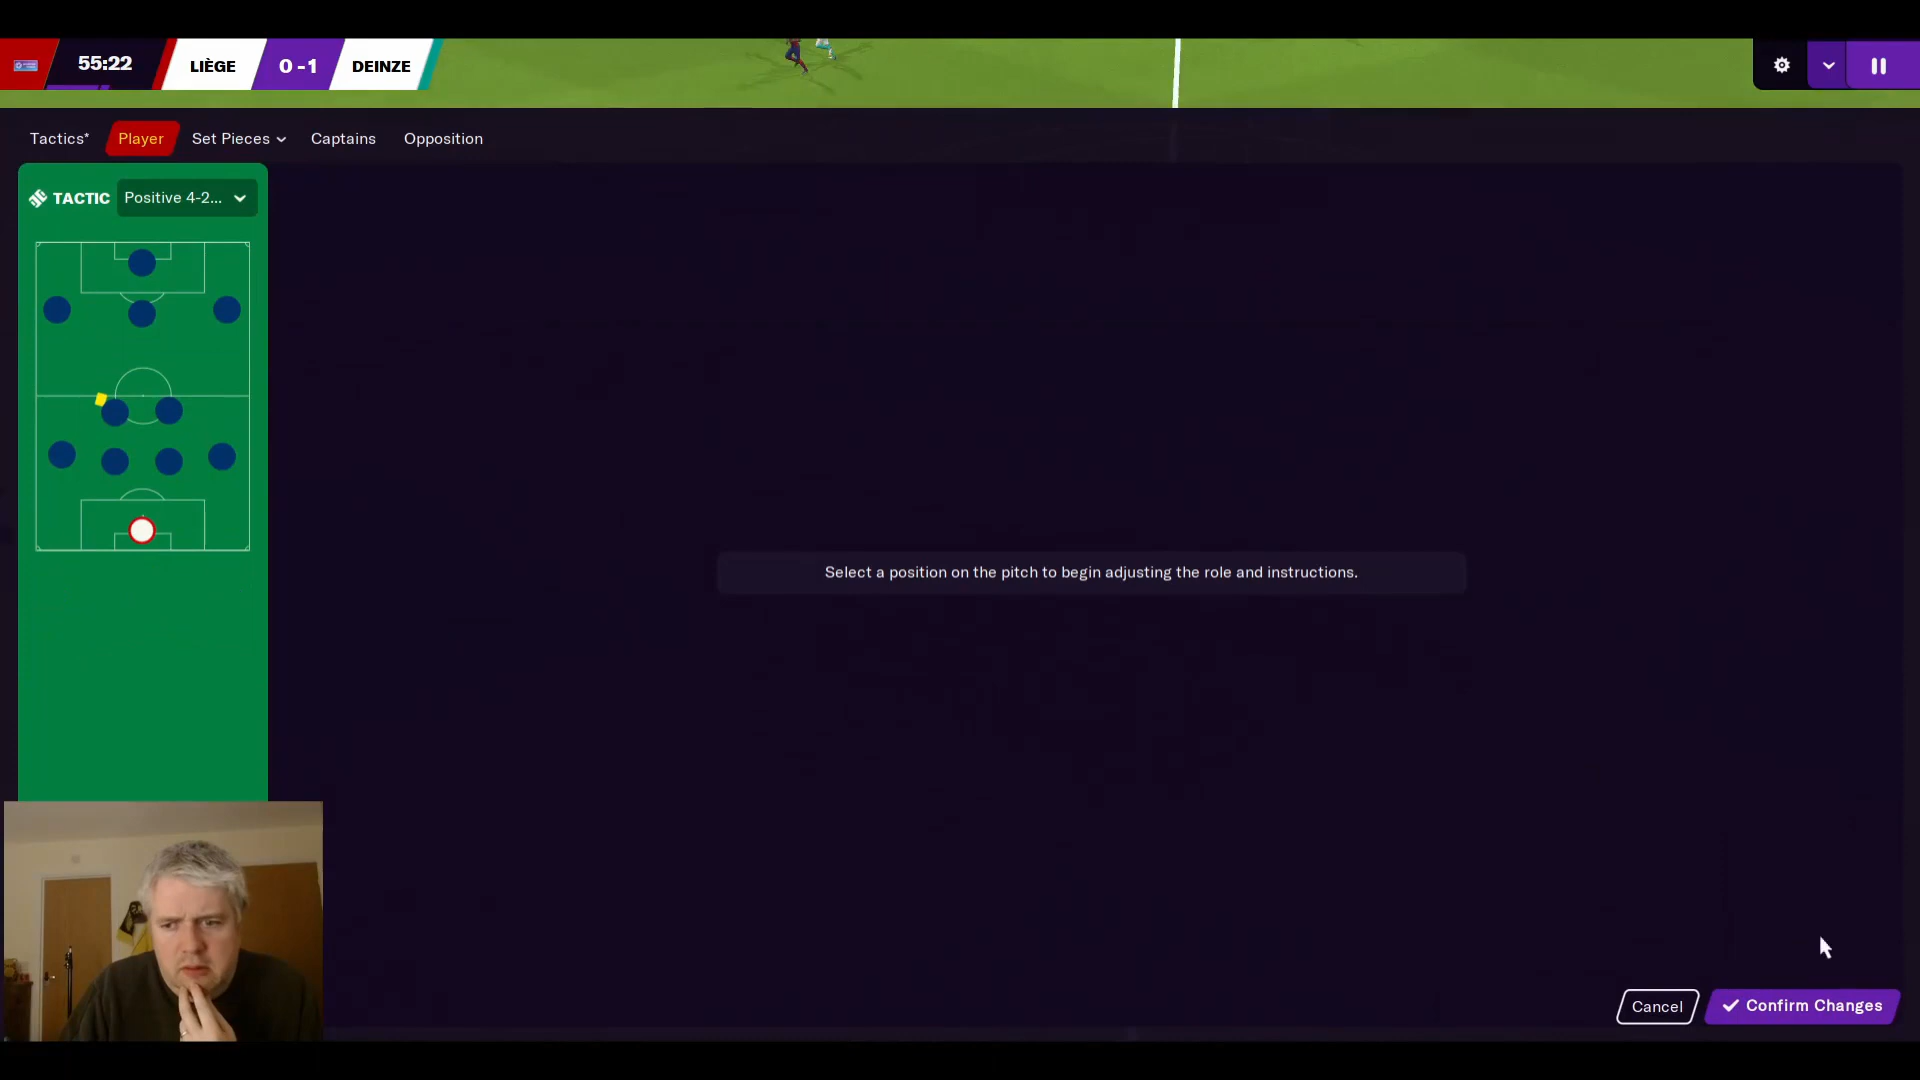 55:22
LIÈGE
0 - 1
DEINZE
Tactics*
Player
Set Pieces
Captains
Opposition
TACTIC
Positive 4-2...
Select a position on the pitch to begin adjusting the role and instructions.
Cancel
Confirm Changes